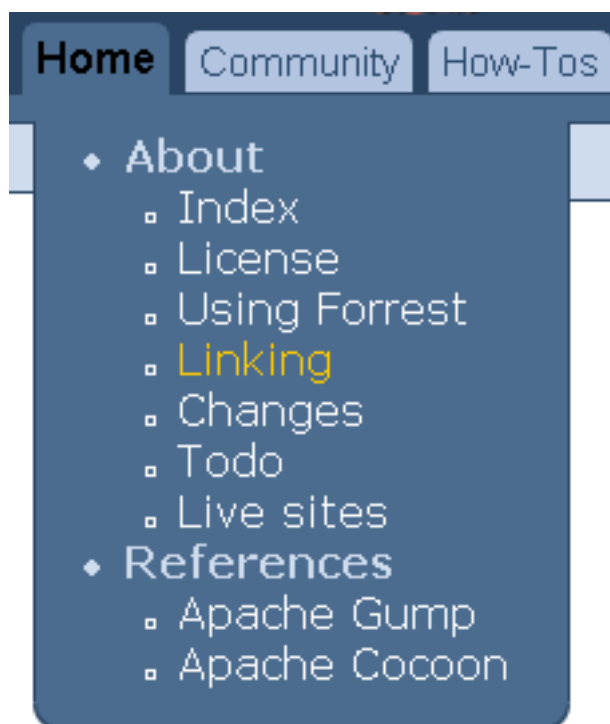 Home Community How-Tos
About
Index
License
Using Forrest
Linking
Changes
Todo
Live sites
References
Apache Gump
Apache Cocoon